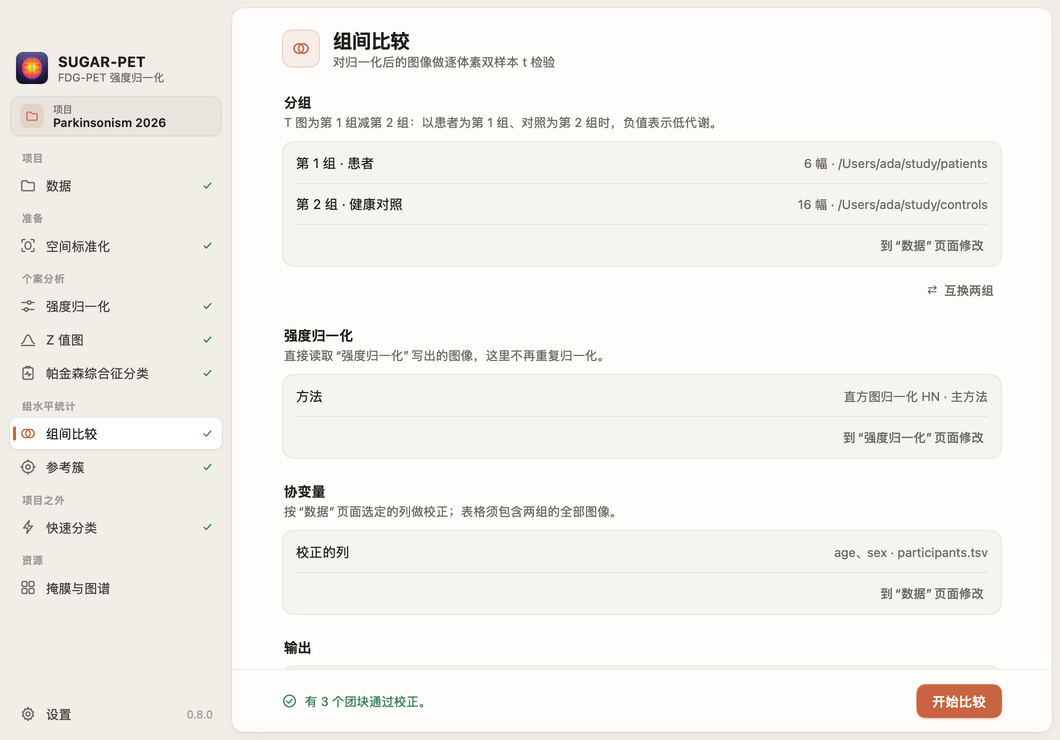 SUGAR-PET
FDG-PET 强度归一化
项目
Parkinsonism 2026
项目
数据
准备
空间标准化
个案分析
强度归一化
Z 值图
帕金森综合征分类
组水平统计
组间比较
参考簇
项目之外
快速分类
资源
掩膜与图谱
设置
0.8.0
组间比较
对归一化后的图像做逐体素双样本 t 检验
分组
T 图为第 1 组减第 2 组：以患者为第 1 组、对照为第 2 组时，负值表示低代谢。
第 1 组 · 患者
6 幅 · /Users/ada/study/patients
第 2 组 · 健康对照
16 幅 · /Users/ada/study/controls
到 “数据” 页面修改
互换两组
强度归一化
直接读取 “强度归一化” 写出的图像，这里不再重复归一化。
方法
直方图归一化 HN · 主方法
到 “强度归一化” 页面修改
协变量
按 “数据” 页面选定的列做校正；表格须包含两组的全部图像。
校正的列
age、sex · participants.tsv
到 “数据” 页面修改
输出
有 3 个团块通过校正。
开始比较